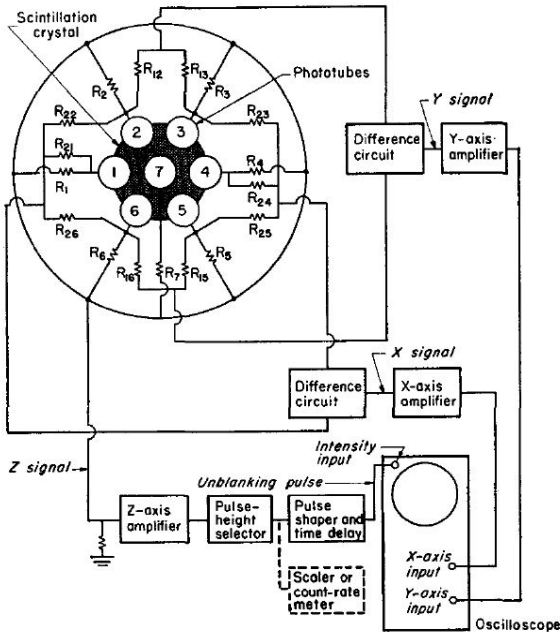 Scintillation
crystal
Phototubes
R12
R13
R2
R3
R22
R23
R21
R4
R1
R24
R26
R25
R6
R5
R16
R7
R15
2
3
1
7
4
6
5
Y signal
Difference
circuit
Y-axis
amplifier
X signal
Difference
circuit
X-axis
amplifier
Z signal
Intensity
input
Unblanking pulse
Z-axis
amplifier
Pulse-
height
selector
Pulse
shaper and
time delay
Scaler or
count-rate
meter
X-axis
input
Y-axis
input
Oscilloscope